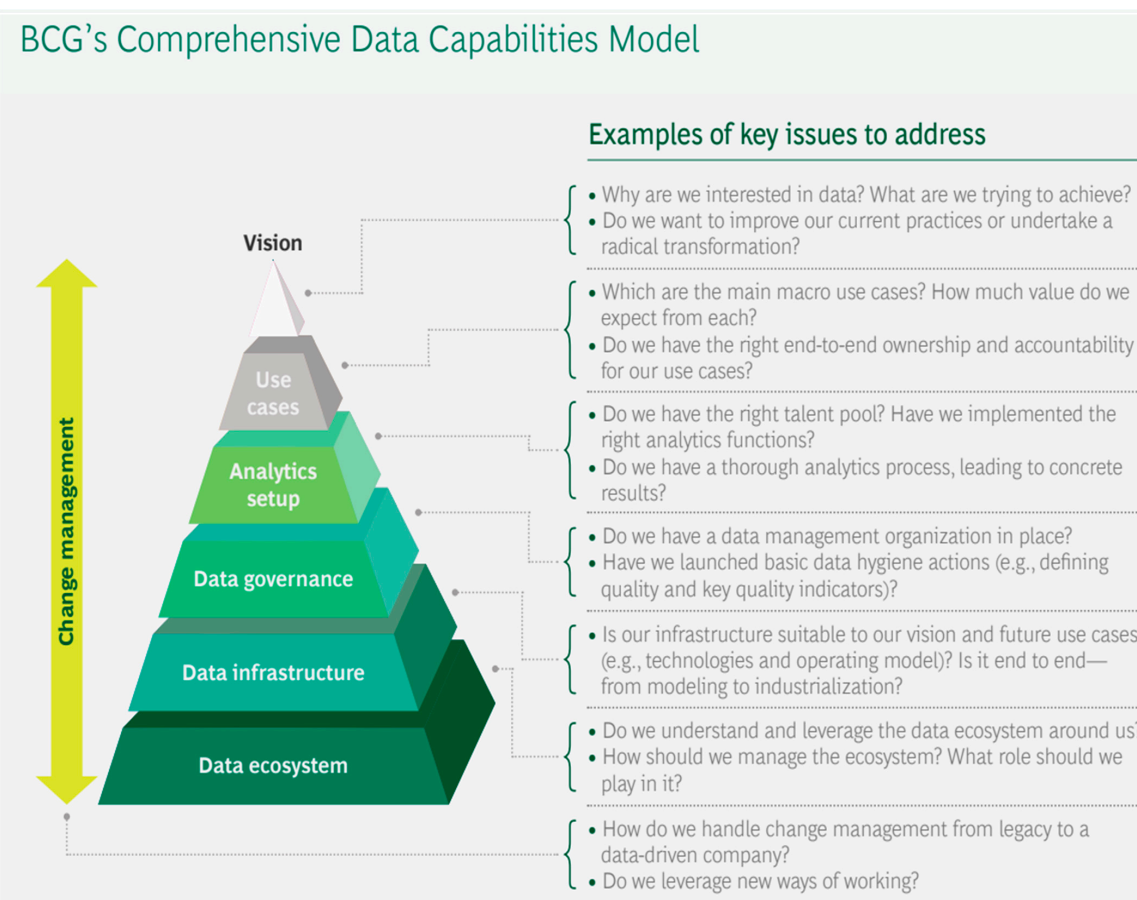 BCG's Comprehensive Data Capabilities Model
Examples of key issues to address
Vision
Use
cases
Analytics
setup
Data governance
Data infrastructure
Data ecosystem
Change management
• Why are we interested in data? What are we trying to achieve?
• Do we want to improve our current practices or undertake a
radical transformation?
• Which are the main macro use cases? How much value do we
expect from each?
• Do we have the right end-to-end ownership and accountability
for our use cases?
• Do we have the right talent pool? Have we implemented the
right analytics functions?
• Do we have a thorough analytics process, leading to concrete
results?
• Do we have a data management organization in place?
• Have we launched basic data hygiene actions (e.g., defining
quality and key quality indicators)?
• Is our infrastructure suitable to our vision and future use cases
(e.g., technologies and operating model)? Is it end to end—
from modeling to industrialization?
• Do we understand and leverage the data ecosystem around us?
• How should we manage the ecosystem? What role should we
play in it?
• How do we handle change management from legacy to a
data-driven company?
• Do we leverage new ways of working?